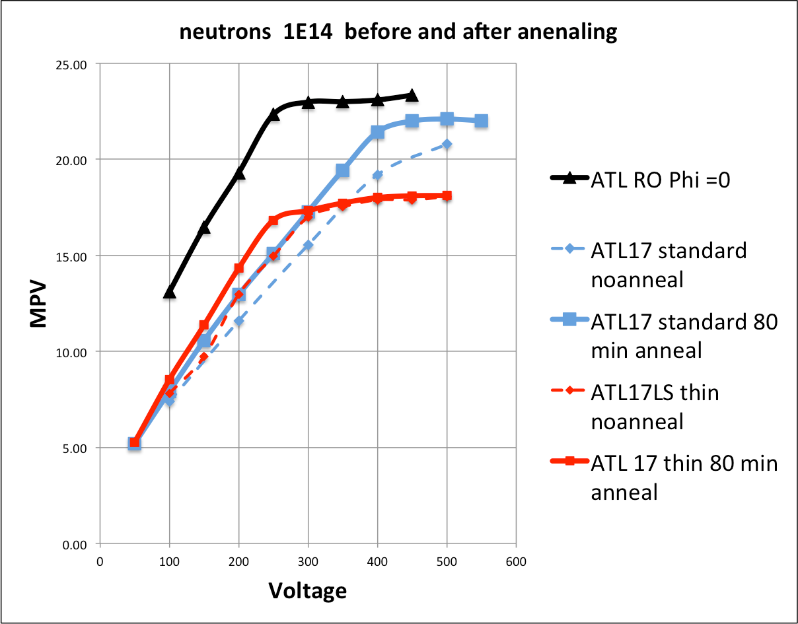 neutrons 1E14 before and after anenaling
25.00
20.00
15.00
10.00
5.00
0.00
MPV
0
100
200
300
400
500
600
Voltage
ATL RO Phi =0
ATL17 standard
noanneal
ATL17 standard 80
min anneal
ATL17LS thin
noanneal
ATL 17 thin 80 min
anneal